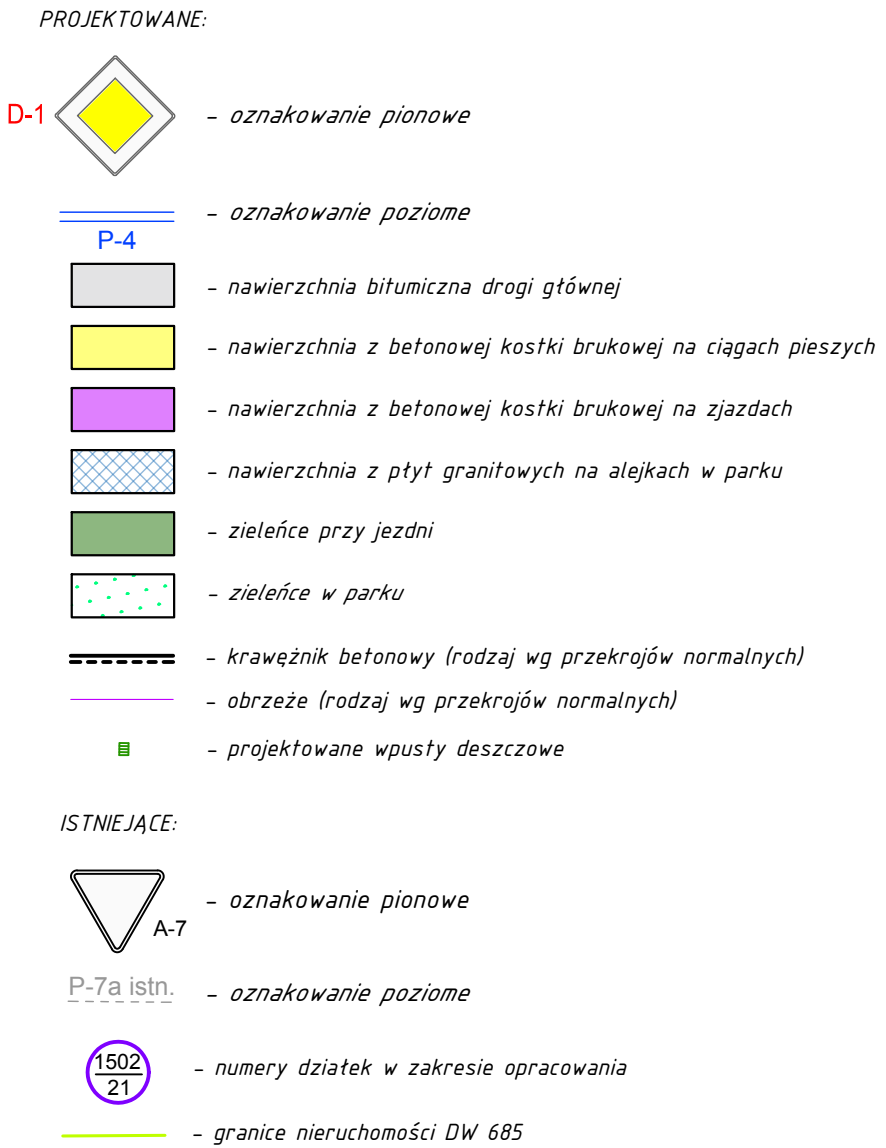 PROJEKTOWANE:
D-1 - oznakowanie pionowe
- oznakowanie poziome
P-4
- nawierzchnia bitumiczna drogi głównej
- nawierzchnia z betonowej kostki brukowej na ciągach pieszych
- nawierzchnia z betonowej kostki brukowej na zjazdach
- nawierzchnia z płyt granitowych na alejkach w parku
- zieleńce przy jezdni
- zieleńce w parku
- krawężnik betonowy (rodzaj wg przekrojów normalnych)
- obrzeże (rodzaj wg przekrojów normalnych)
- projektowane wpusty deszczowe
ISTNIEJĄCE:
- oznakowanie pionowe
A-7
P-7a istn. - oznakowanie poziome
1502
21
- numery działek w zakresie opracowania
- granice nieruchomości DW 685